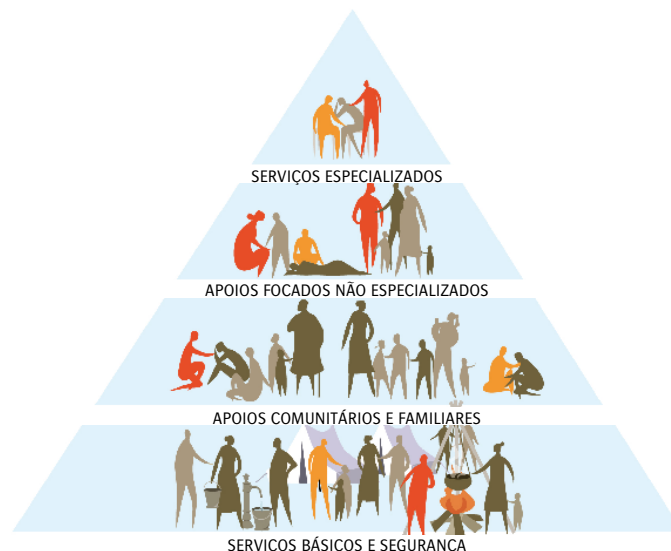 SERVIÇOS ESPECIALIZADOS
APOIOS FOCADOS NÃO ESPECIALIZADOS
APOIOS COMUNITÁRIOS E FAMILIARES
SERVIÇOS BÁSICOS E SEGURANÇA